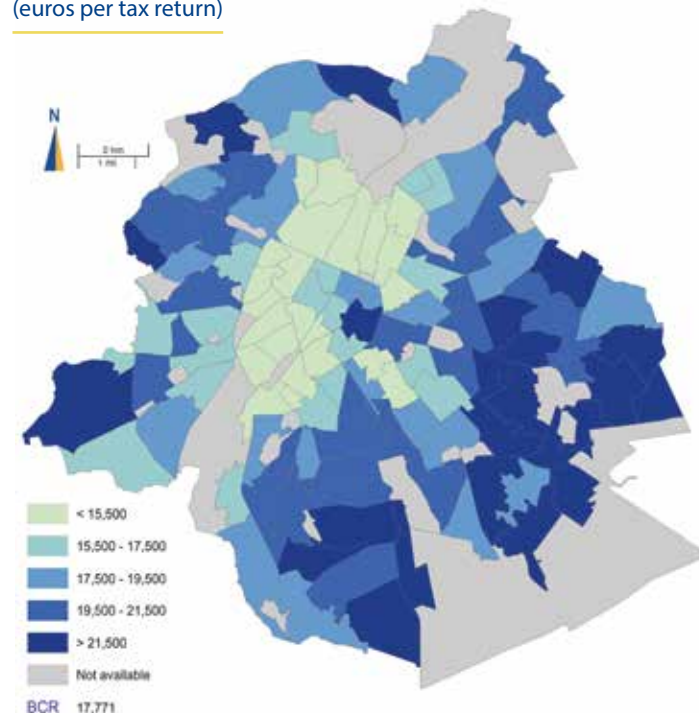 (euros per tax return)
N
2 km
1 mi
< 15,500
15,500 - 17,500
17,500 - 19,500
19,500 - 21,500
> 21,500
Not available
BCR 17,771